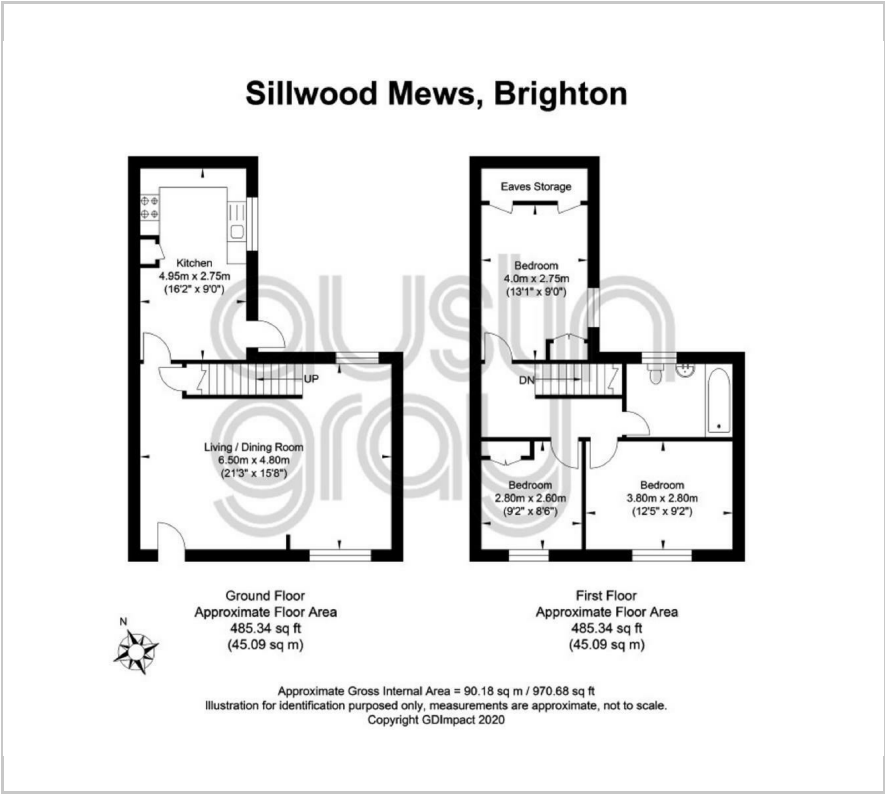 Sillwood Mews, Brighton
Eaves Storage
Kitchen
4.95m x 2.75m
(16'2" x 9'0")
Bedroom
4.0m x 2.75m
(13'1" x 9'0")
UP
DN
Living / Dining Room
6.50m x 4.80m
(21'3" x 15'8")
Bedroom
2.80m x 2.60m
(9'2" x 8'6")
Bedroom
3.80m x 2.80m
(12'5" x 9'2")
gustin
gray
Ground Floor
Approximate Floor Area
485.34 sq ft
(45.09 sq m)
First Floor
Approximate Floor Area
485.34 sq ft
(45.09 sq m)
N
Approximate Gross Internal Area = 90.18 sq m / 970.68 sq ft
Illustration for identification purposed only, measurements are approximate, not to scale.
Copyright GDImpact 2020